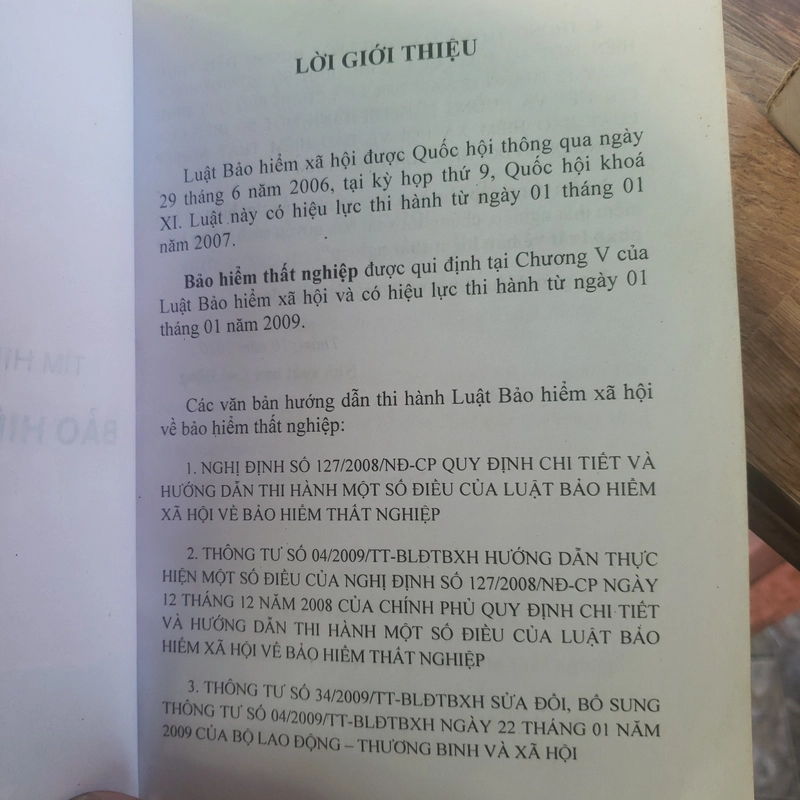 LỜI GIỚI THIỆU
Luật Bảo hiểm xã hội được Quốc hội thông qua ngày
29 tháng 6 năm 2006, tại kỳ họp thứ 9, Quốc hội khoá
XI. Luật này có hiệu lực thi hành từ ngày 01 tháng 01
năm 2007.
Bảo hiểm thất nghiệp được qui định tại Chương V của
Luật Bảo hiểm xã hội và có hiệu lực thi hành từ ngày 01
tháng 01 năm 2009.
Các văn bản hướng dẫn thi hành Luật Bảo hiểm xã hội
về bảo hiểm thất nghiệp:
1. NGHỊ ĐỊNH SỐ 127/2008/NĐ-CP QUY ĐỊNH CHI TIẾT VÀ
HƯỚNG DẪN THI HÀNH MỘT SỐ ĐIỀU CỦA LUẬT BẢO HIỂM
XÃ HỘI VỀ BẢO HIỂM THẤT NGHIỆP
2. THÔNG TƯ SỐ 04/2009/TT-BLĐTBXH HƯỚNG DẪN THỰC
HIỆN MỘT SỐ ĐIỀU CỦA NGHỊ ĐỊNH SỐ 127/2008/NĐ-CP NGÀY
12 THÁNG 12 NĂM 2008 CỦA CHÍNH PHỦ QUY ĐỊNH CHI TIẾT
VÀ HƯỚNG DẪN THI HÀNH MỘT SỐ ĐIỀU CỦA LUẬT BẢO
HIỂM XÃ HỘI VỀ BẢO HIỂM THẤT NGHIỆP
3. THÔNG TƯ SỐ 34/2009/TT-BLĐTBXH SỬA ĐỔI, BỔ SUNG
THÔNG TƯ SỐ 04/2009/TT-BLĐTBXH NGÀY 22 THÁNG 01 NĂM
2009 CỦA BỘ LAO ĐỘNG – THƯƠNG BINH VÀ XÃ HỘI